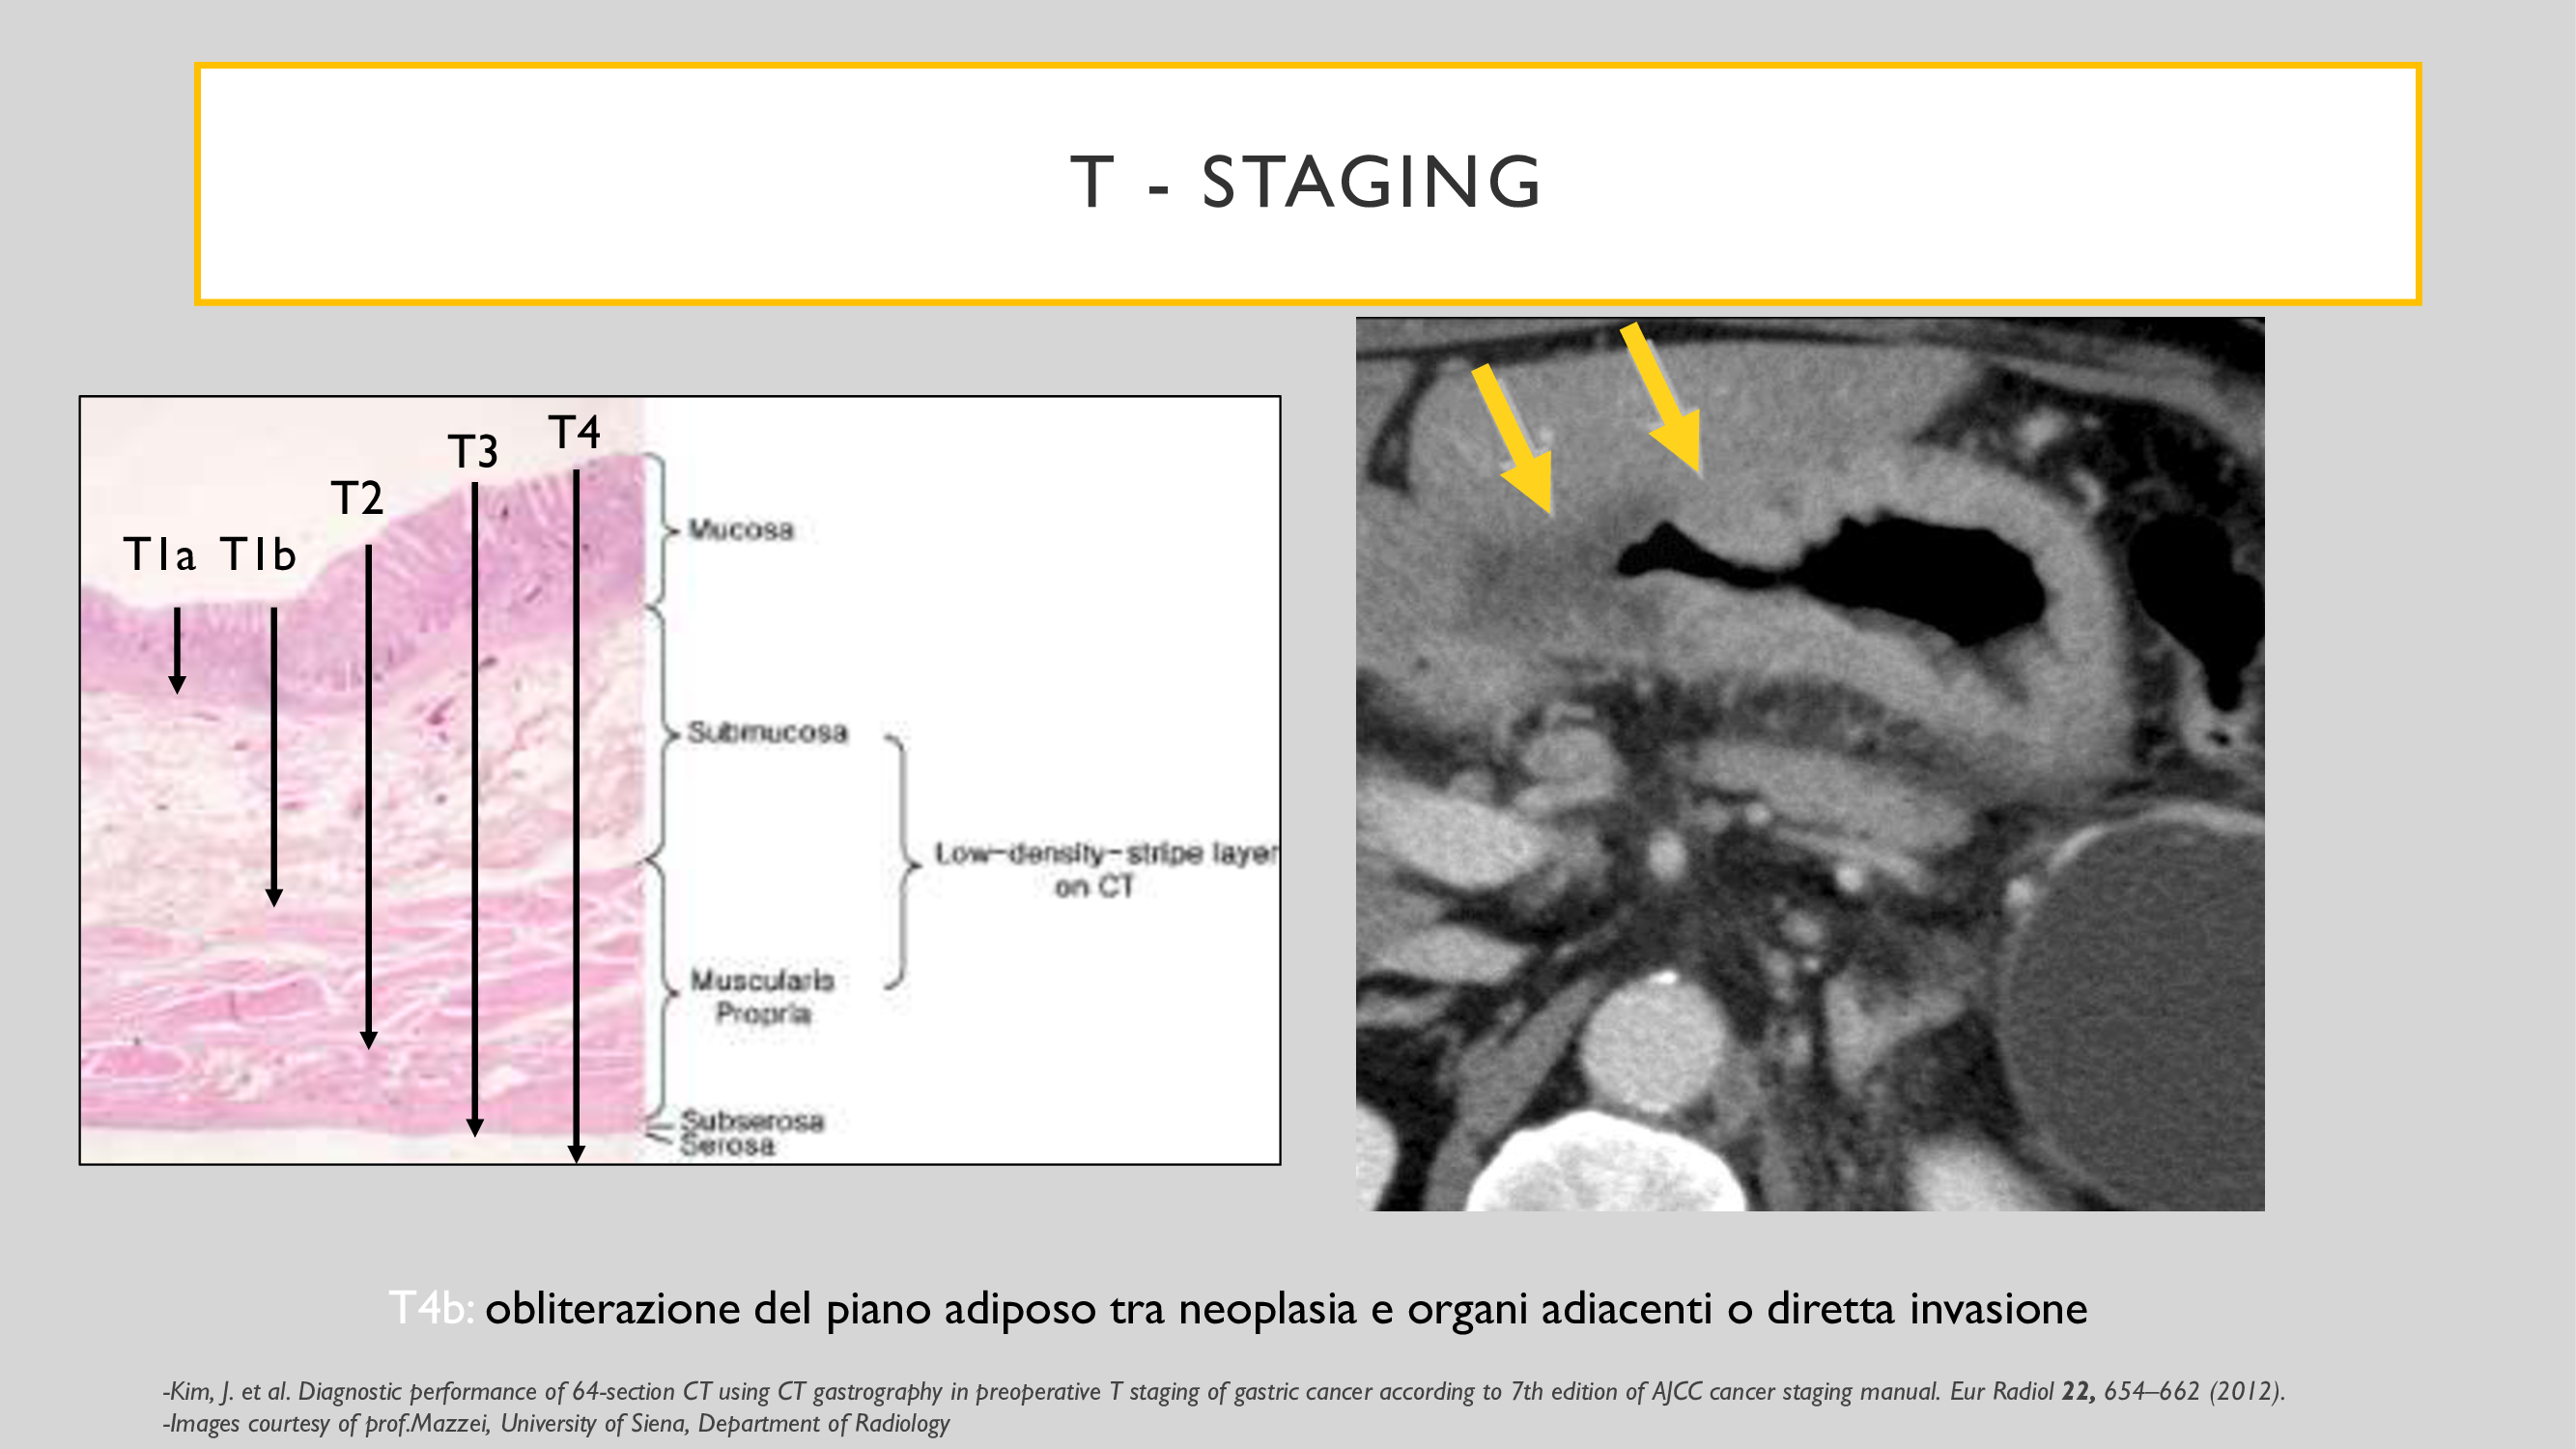 T - STAGING
T4
T3
T2
T1a T1b
Mucosa
Submucosa
Low-density-stripe layer
on CT
Muscularis
Propria
Subserosa
Serosa
T4b: obliterazione del piano adiposo tra neoplasia e organi adiacenti o diretta invasione
-Kim, J. et al. Diagnostic performance of 64-section CT using CT gastrography in preoperative T staging of gastric cancer according to 7th edition of AJCC cancer staging manual. Eur Radiol 22, 654–662 (2012).
-Images courtesy of prof.Mazzei, University of Siena, Department of Radiology